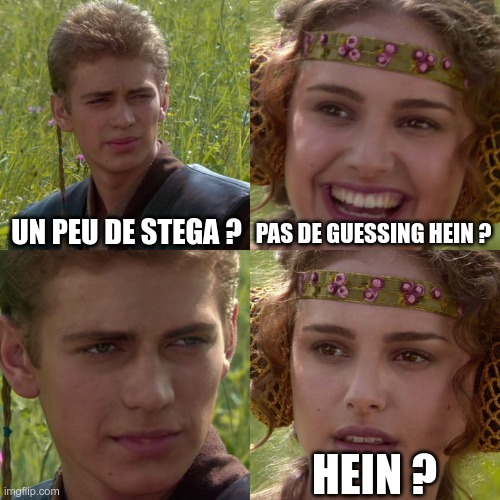 UN PEU DE STEGA ?
PAS DE GUESSING HEIN ?
HEIN ?
imgflip.com